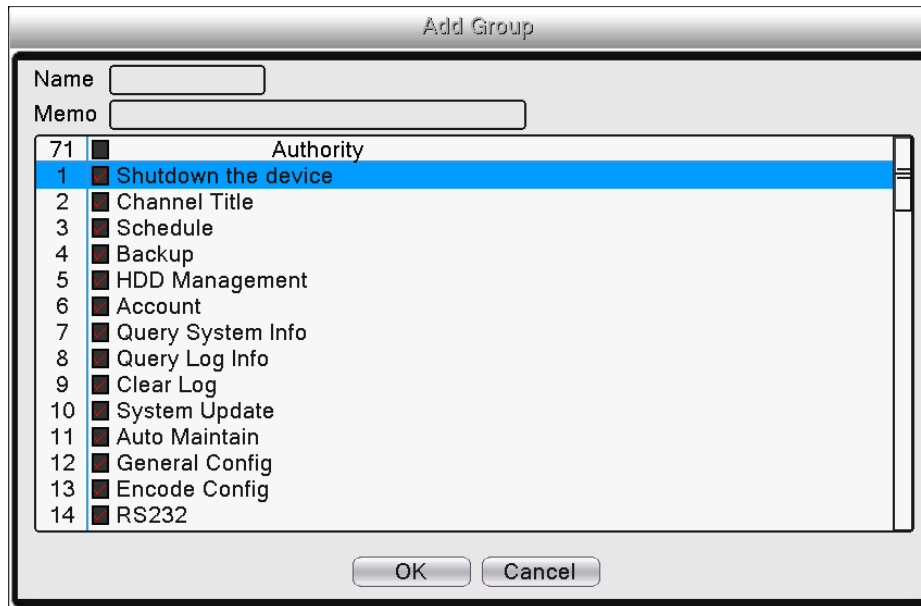 Add Group
Name
Memo
71 Authority
1 Shutdown the device
2 Channel Title
3 Schedule
4 Backup
5 HDD Management
6 Account
7 Query System Info
8 Query Log Info
9 Clear Log
10 System Update
11 Auto Maintain
12 General Config
13 Encode Config
14 RS232
OK Cancel